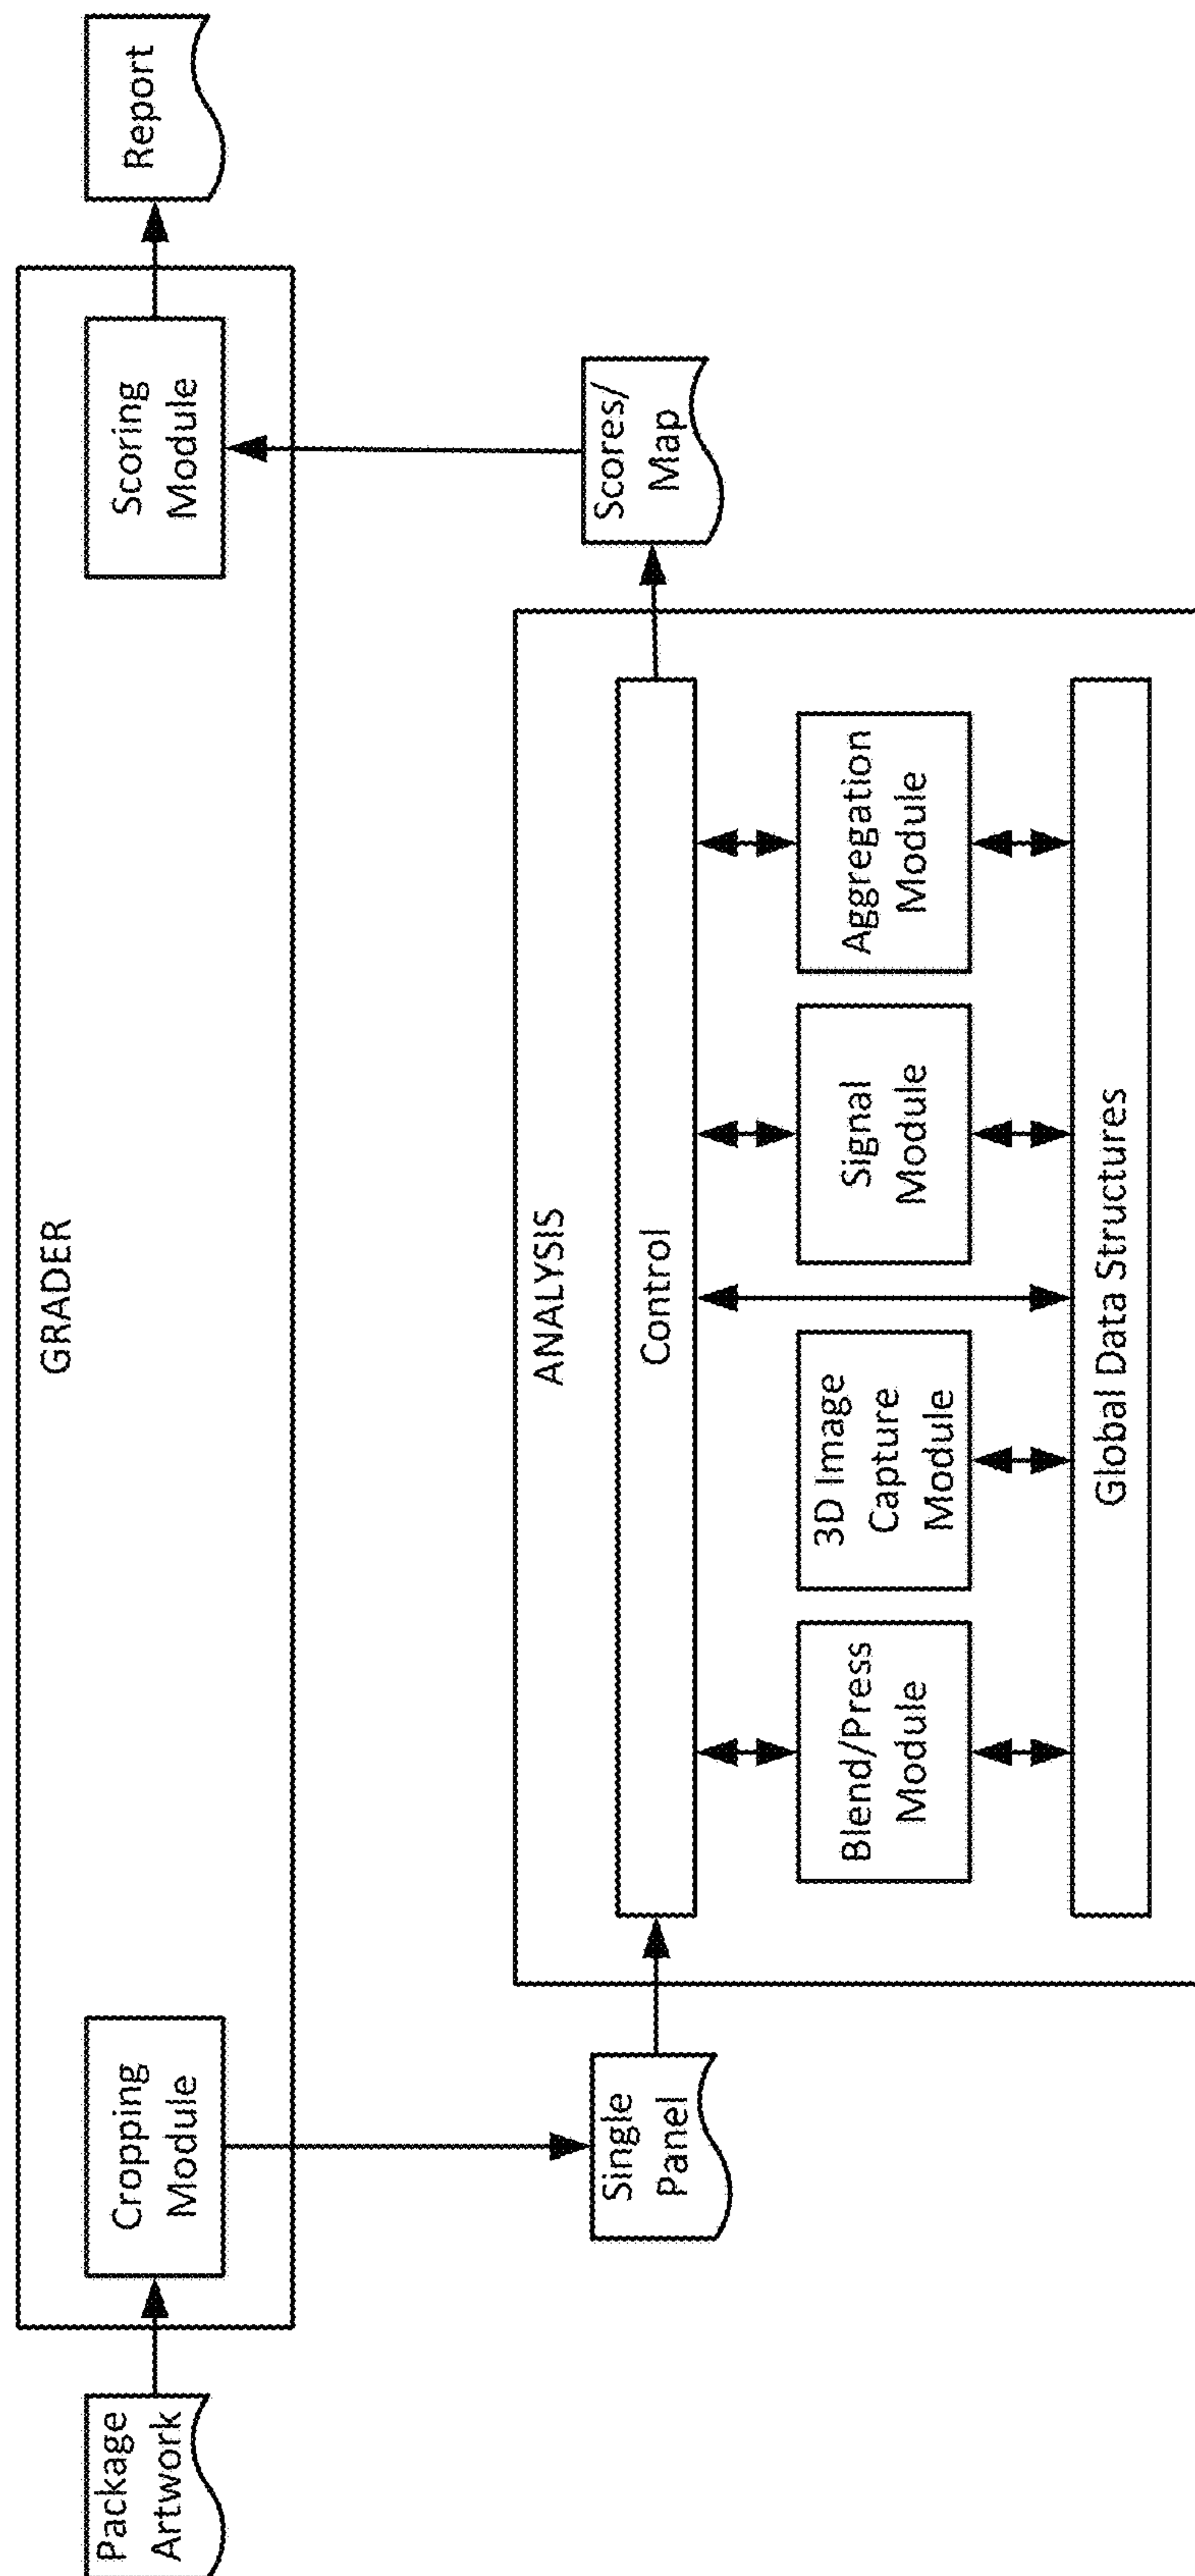 GRADER
Package
Artwork
Cropping
Module
Scoring
Module
Report
Single
Panel
ANALYSIS
Control
Scores/
Map
Blend/Press
Module
3D Image
Capture
Module
Signal
Module
Aggregation
Module
Global Data Structures